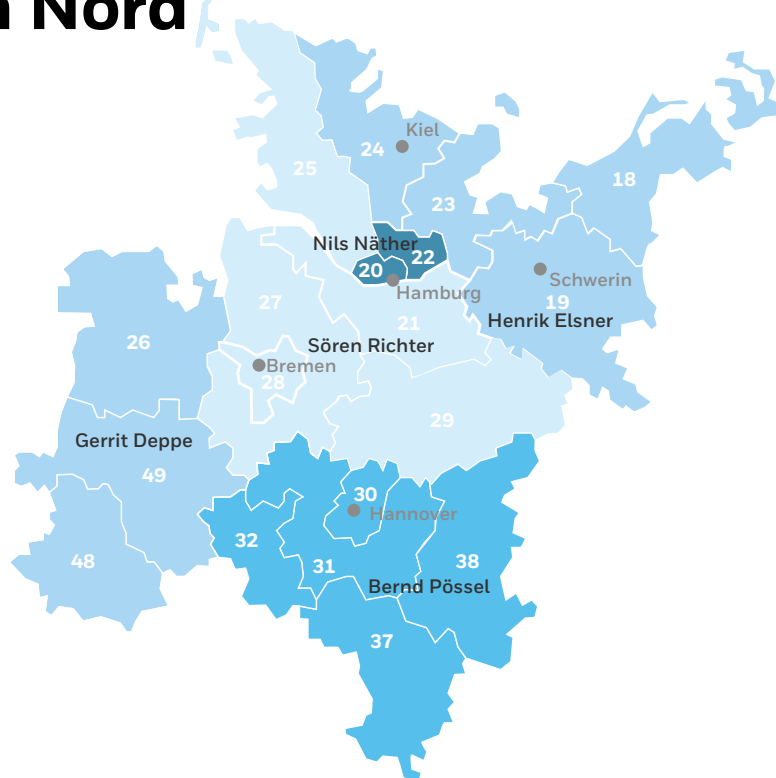 n Nord
Kiel
24
25
18
23
Nils Näther
22
20
Schwerin
Hamburg
27
19
21
Henrik Elsner
26
Sören Richter
Bremen
28
29
Gerrit Deppe
49
30
Hannover
32
48
31
38
Bernd Pössel
37